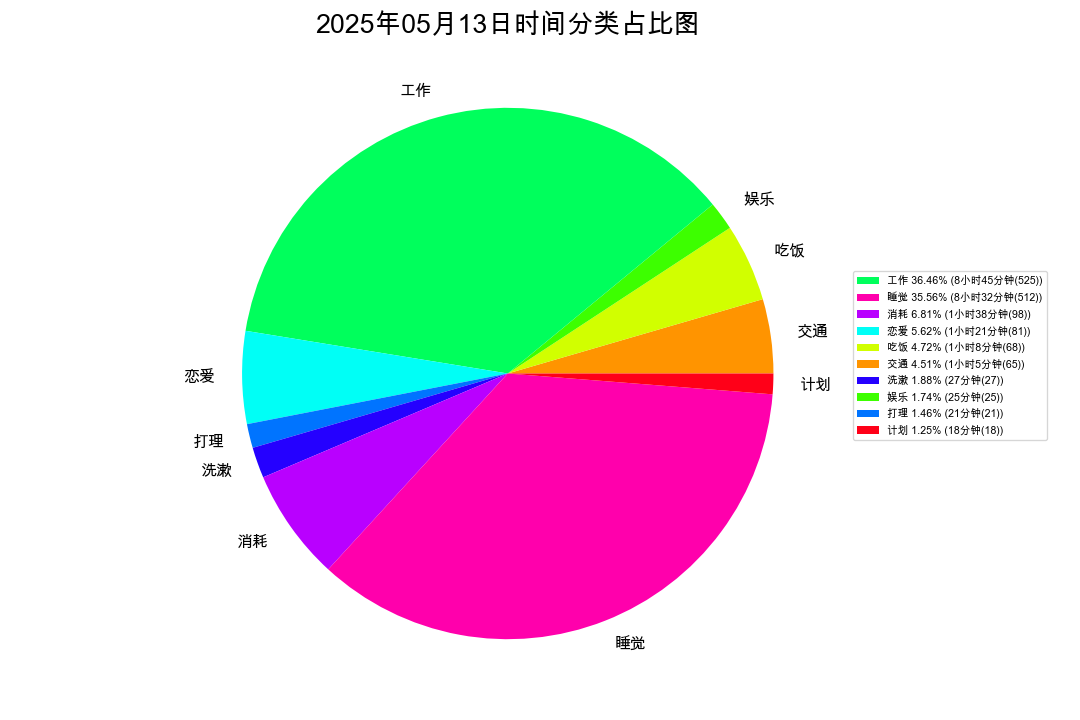 2025年05月13日时间分类占比图
工作
娱乐
吃饭
交通
计划
恋爱
打理
洗漱
消耗
睡觉
工作 36.46% (8小时45分钟(525))
睡觉 35.56% (8小时32分钟(512))
消耗 6.81% (1小时38分钟(98))
恋爱 5.62% (1小时21分钟(81))
吃饭 4.72% (1小时8分钟(68))
交通 4.51% (1小时5分钟(65))
洗漱 1.88% (27分钟(27))
娱乐 1.74% (25分钟(25))
打理 1.46% (21分钟(21))
计划 1.25% (18分钟(18))